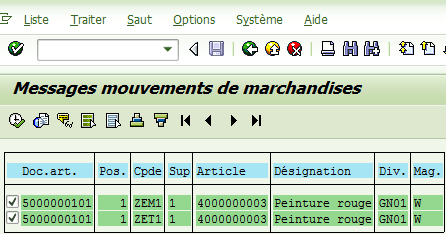 Liste Traiter Saut Options Système Aide
Messages mouvements de marchandises
Doc.art. Pos. Cpde Sup Article Désignation Div. Mag.
5000000101 1 ZEM1 1 4000000003 Peinture rouge GN01 W
5000000101 1 ZET1 1 4000000003 Peinture rouge GN01 W